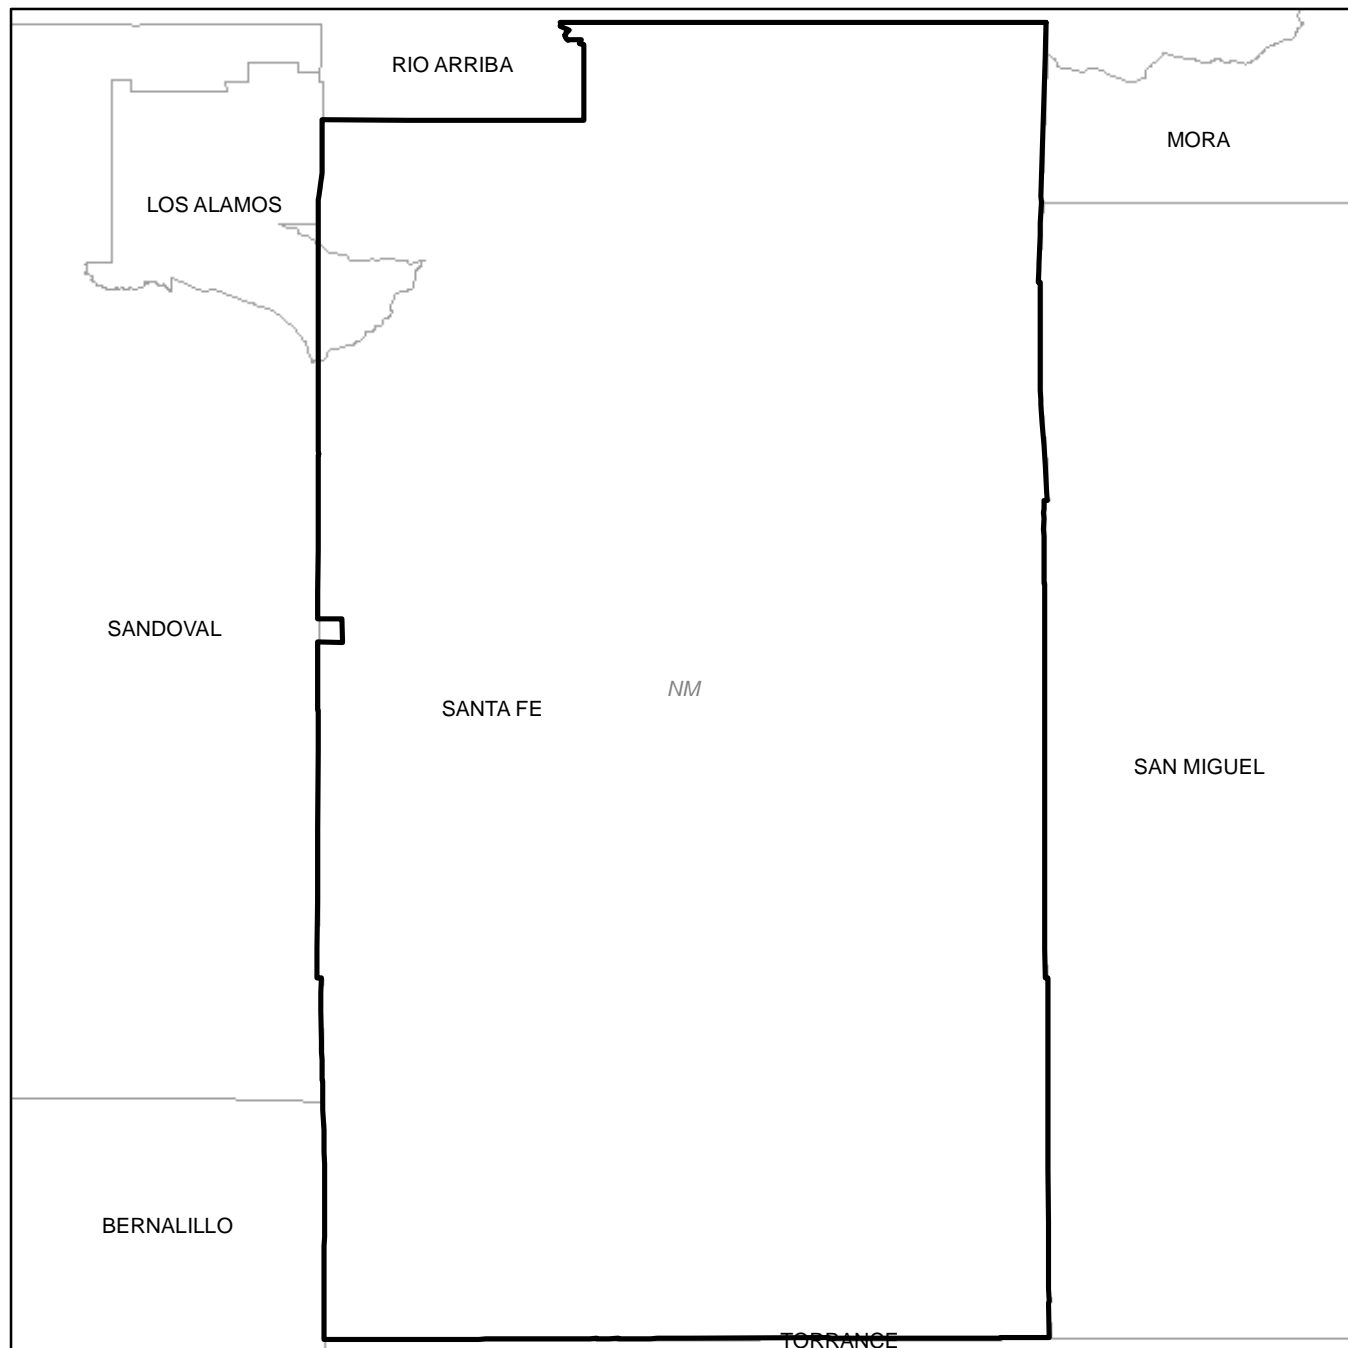 RIO ARRIBA
MORA
LOS ALAMOS
SANDOVAL
NM
SANTA FE
SAN MIGUEL
BERNALILLO
TORRANCE